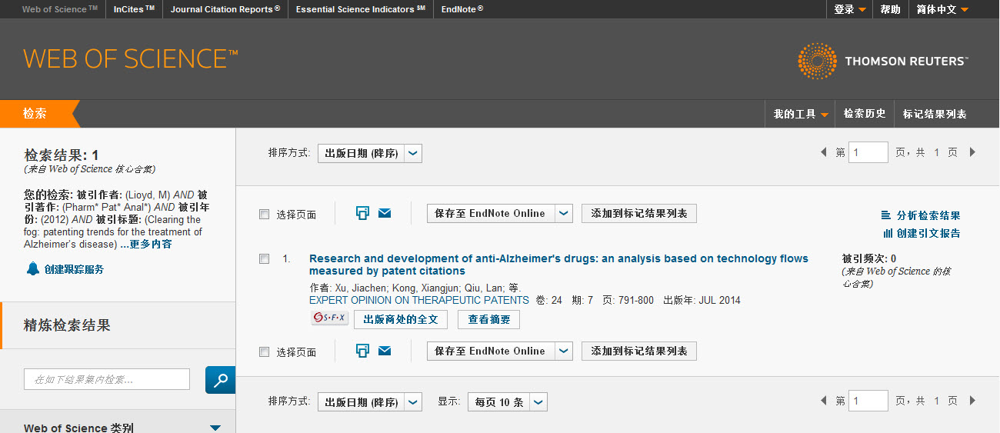 Web of Science™ InCites™ Journal Citation Reports® Essential Science Indicators℠ EndNote® 登录 帮助 简体中文
WEB OF SCIENCE™
THOMSON REUTERS™
检索 我的工具 检索历史 标记结果列表
检索结果: 1
(来自 Web of Science 核心合集)
您的检索: 被引作者: (Lioyd, M) AND 被
引著作: (Pharm* Pat* Anal*) AND 被引年
份: (2012) AND 被引标题: (Clearing the
fog: patenting trends for the treatment of
Alzheimer's disease) ...更多内容
创建跟踪服务
精炼检索结果
在如下结果集内检索...
Web of Science 类别
排序方式: 出版日期 (降序) 第 1 页，共 1 页
选择页面 保存至 EndNote Online 添加到标记结果列表
分析检索结果
创建引文报告
1. Research and development of anti-Alzheimer's drugs: an analysis based on technology flows
measured by patent citations
作者: Xu, Jiachen; Kong, Xiangjun; Qiu, Lan; 等.
EXPERT OPINION ON THERAPEUTIC PATENTS 卷: 24 期: 7 页: 791-800 出版年: JUL 2014
S·F·X 出版商处的全文 查看摘要
被引频次: 0
(来自 Web of Science 的核
心合集)
选择页面 保存至 EndNote Online 添加到标记结果列表
排序方式: 出版日期 (降序) 显示: 每页 10 条 第 1 页，共 1 页